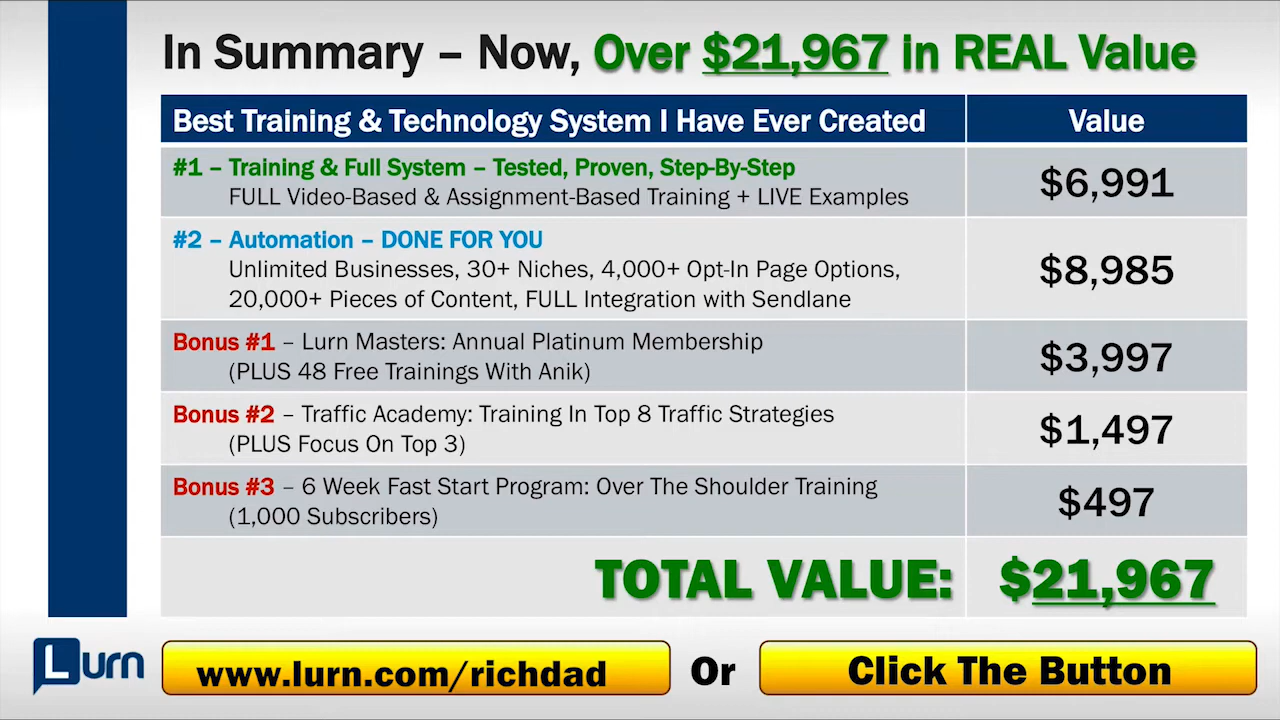 In Summary – Now, Over $21,967 in REAL Value
Best Training & Technology System I Have Ever Created
Value
#1 – Training & Full System – Tested, Proven, Step-By-Step
FULL Video-Based & Assignment-Based Training + LIVE Examples
$6,991
#2 – Automation – DONE FOR YOU
Unlimited Businesses, 30+ Niches, 4,000+ Opt-In Page Options,
20,000+ Pieces of Content, FULL Integration with Sendlane
$8,985
Bonus #1 – Lurn Masters: Annual Platinum Membership
(PLUS 48 Free Trainings With Anik)
$3,997
Bonus #2 – Traffic Academy: Training In Top 8 Traffic Strategies
(PLUS Focus On Top 3)
$1,497
Bonus #3 – 6 Week Fast Start Program: Over The Shoulder Training
(1,000 Subscribers)
$497
TOTAL VALUE: $21,967
Lurn
www.lurn.com/richdad Or Click The Button